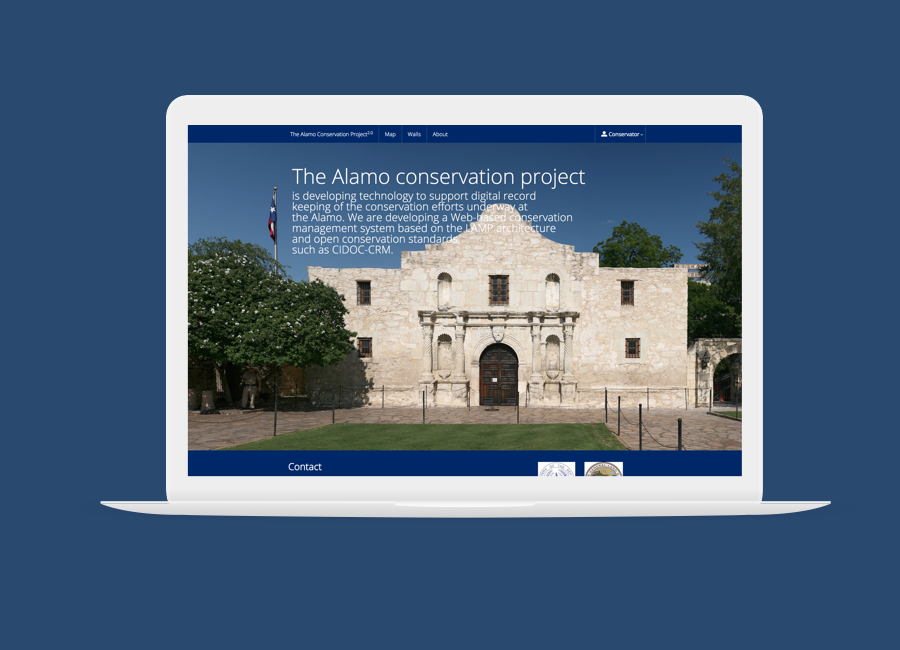 The Alamo Conservation Project2.0 Map Walls About Conservator
The Alamo conservation project
is developing technology to support digital record
keeping of the conservation efforts underway at
the Alamo. We are developing a Web-based conservation
management system based on the LAMP architecture
and open conservation standards,
such as CIDOC-CRM.
Contact